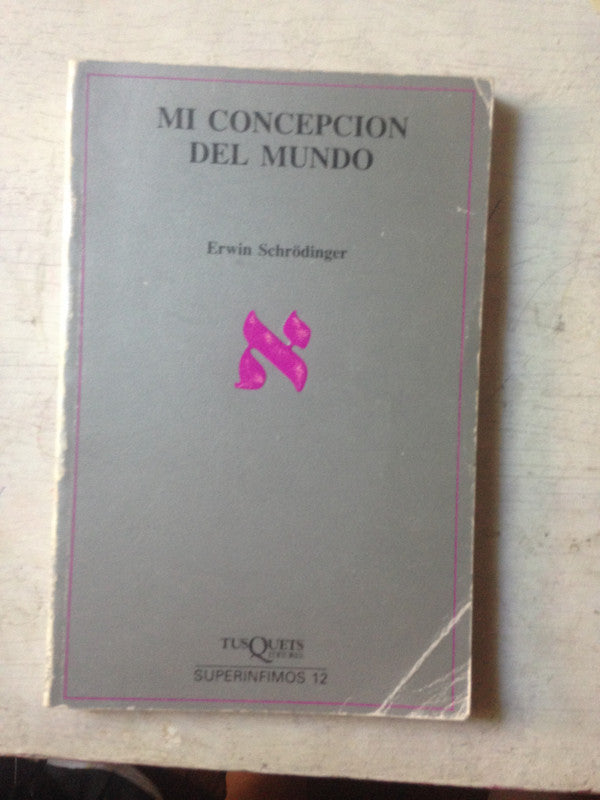 MI CONCEPCION
DEL MUNDO
Erwin Schrödinger
א
TUSQUETS
EDITORES
SUPERINFIMOS 12